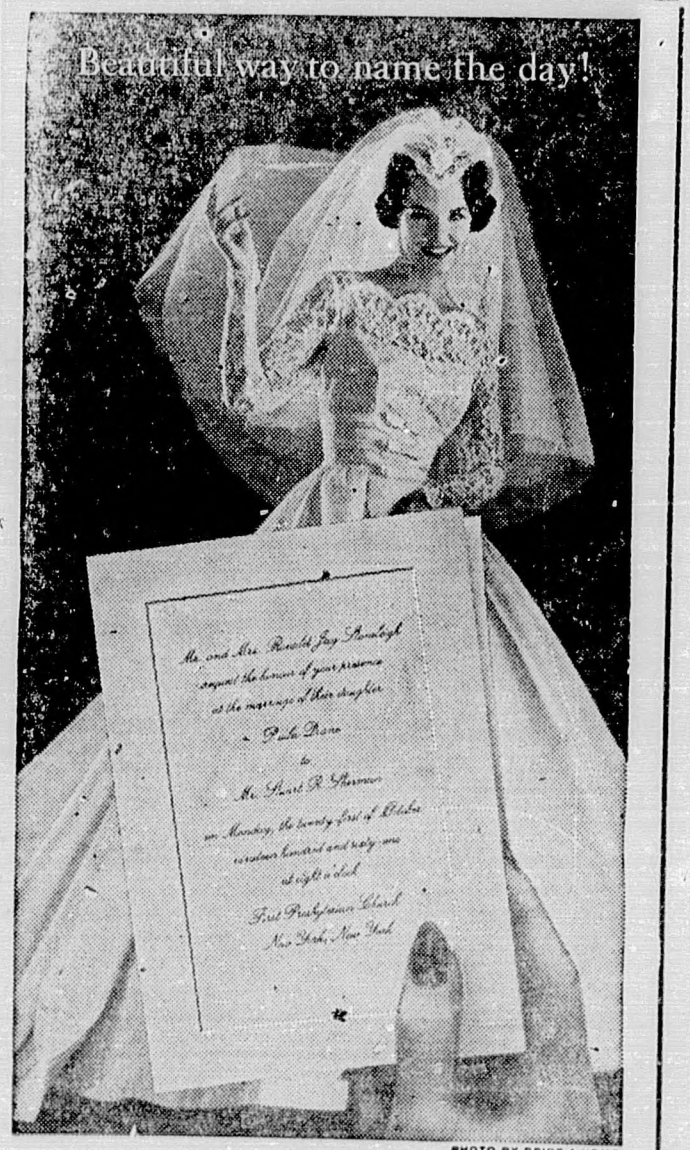 Beautiful way to name the day!
Mr. and Mrs. Ronald Jay
request the honour of your presence
at the marriage of their daughter
Paula Diane
to
Mr. Stuart R. Sherman
on Monday, the twenty-first of October
nineteen hundred and sixty-one
at eight o'clock
First Presbyterian Church
New York, New York
PHOTO BY